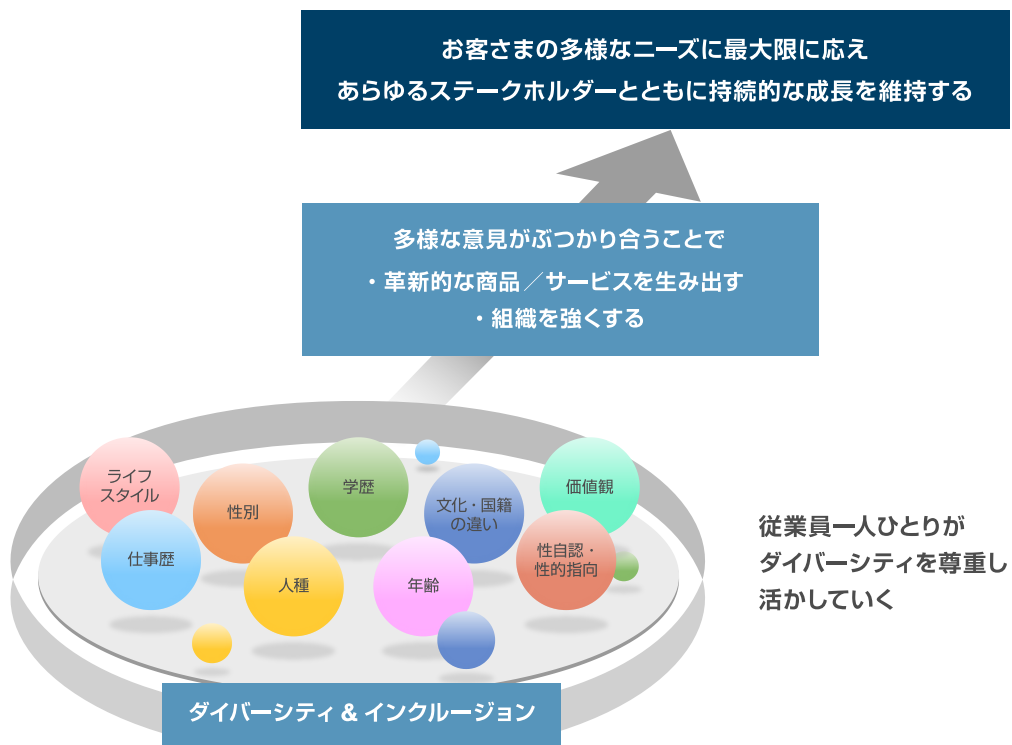 お客さまの多様なニーズに最大限に応え
あらゆるステークホルダーとともに持続的な成長を維持する
多様な意見がぶつかり合うことで
・革新的な商品／サービスを生み出す
・組織を強くする
ライフ
スタイル
性別
学歴
文化・国籍
の違い
価値観
仕事歴
人種
年齢
性自認・
性的指向
従業員一人ひとりが
ダイバーシティを尊重し
活かしていく
ダイバーシティ & インクルージョン